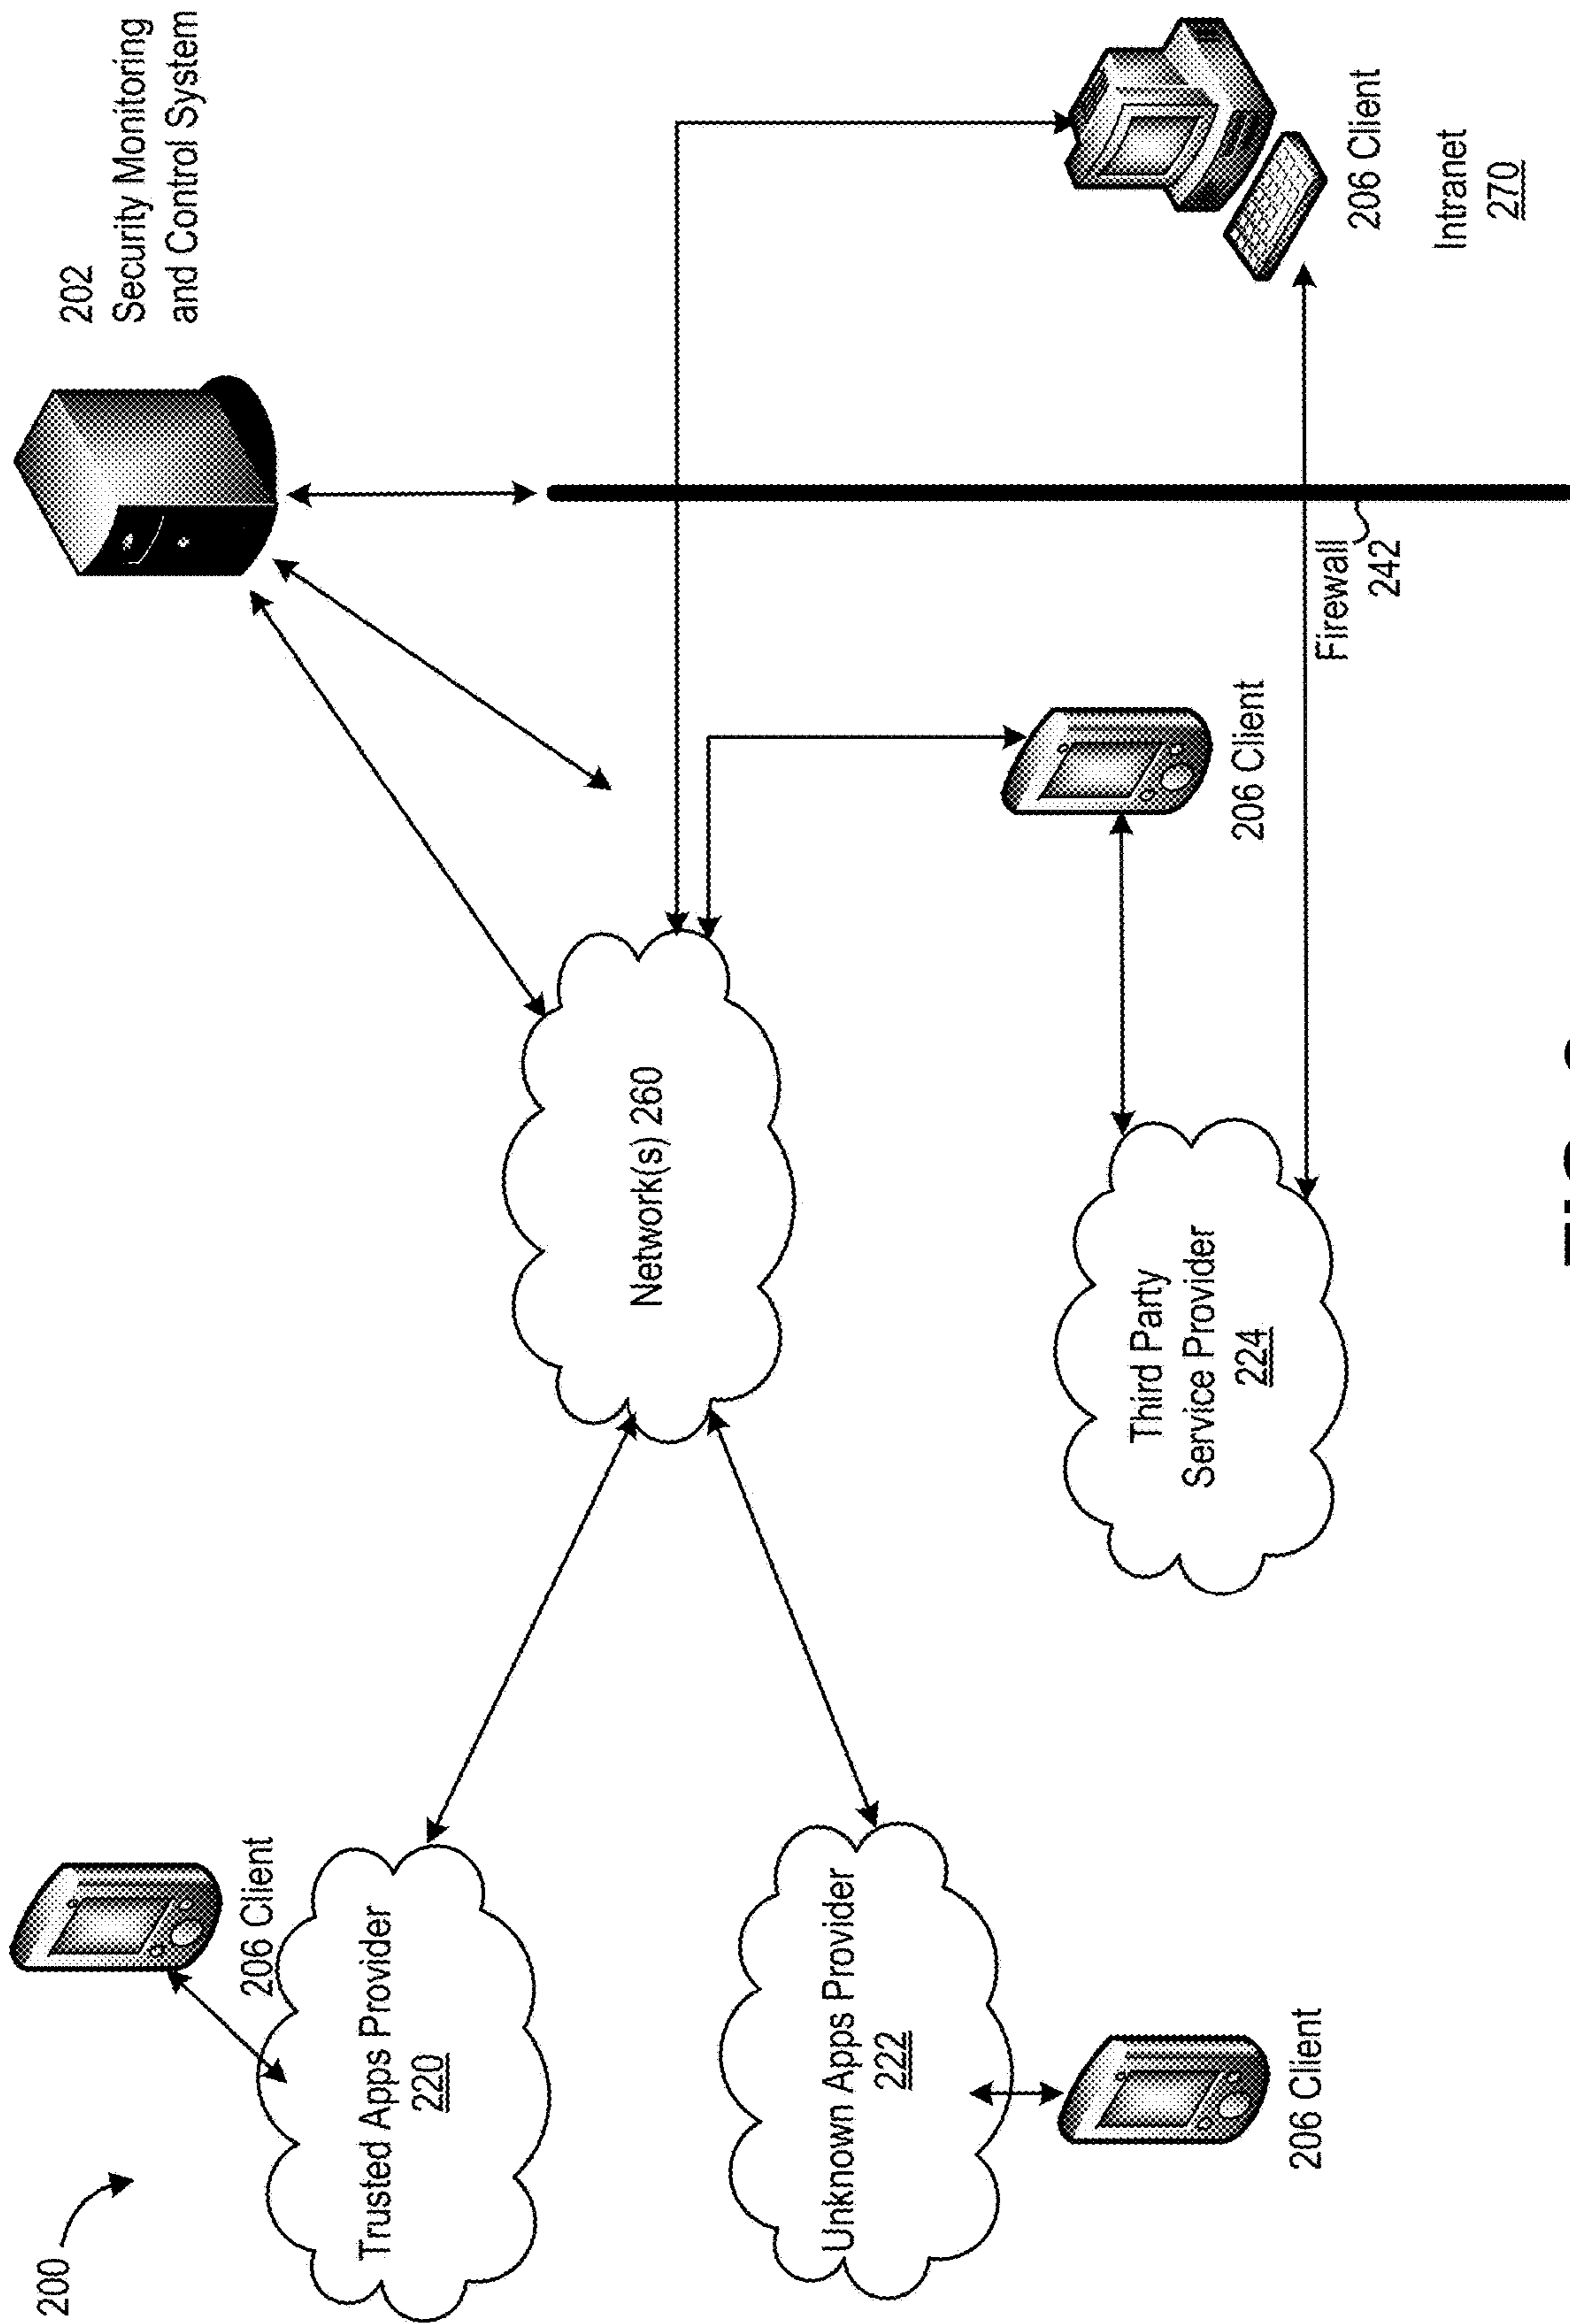 200
206 Client
Trusted Apps Provider
220
Unknown Apps Provider
222
206 Client
Network(s) 260
Third Party
Service Provider
224
206 Client
202
Security Monitoring
and Control System
Firewall
242
206 Client
Intranet
270